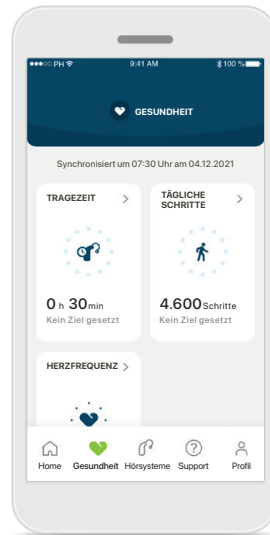 PH 9:41 AM 100 %
GESUNDHEIT
Synchronisiert um 07:30 Uhr am 04.12.2021
TRAGEZEIT
TÄGLICHE
SCHRITTE
0 h 30 min
Kein Ziel gesetzt
4.600 Schritte
Kein Ziel gesetzt
HERZFREQUENZ
Home Gesundheit Hörsysteme Support Profil